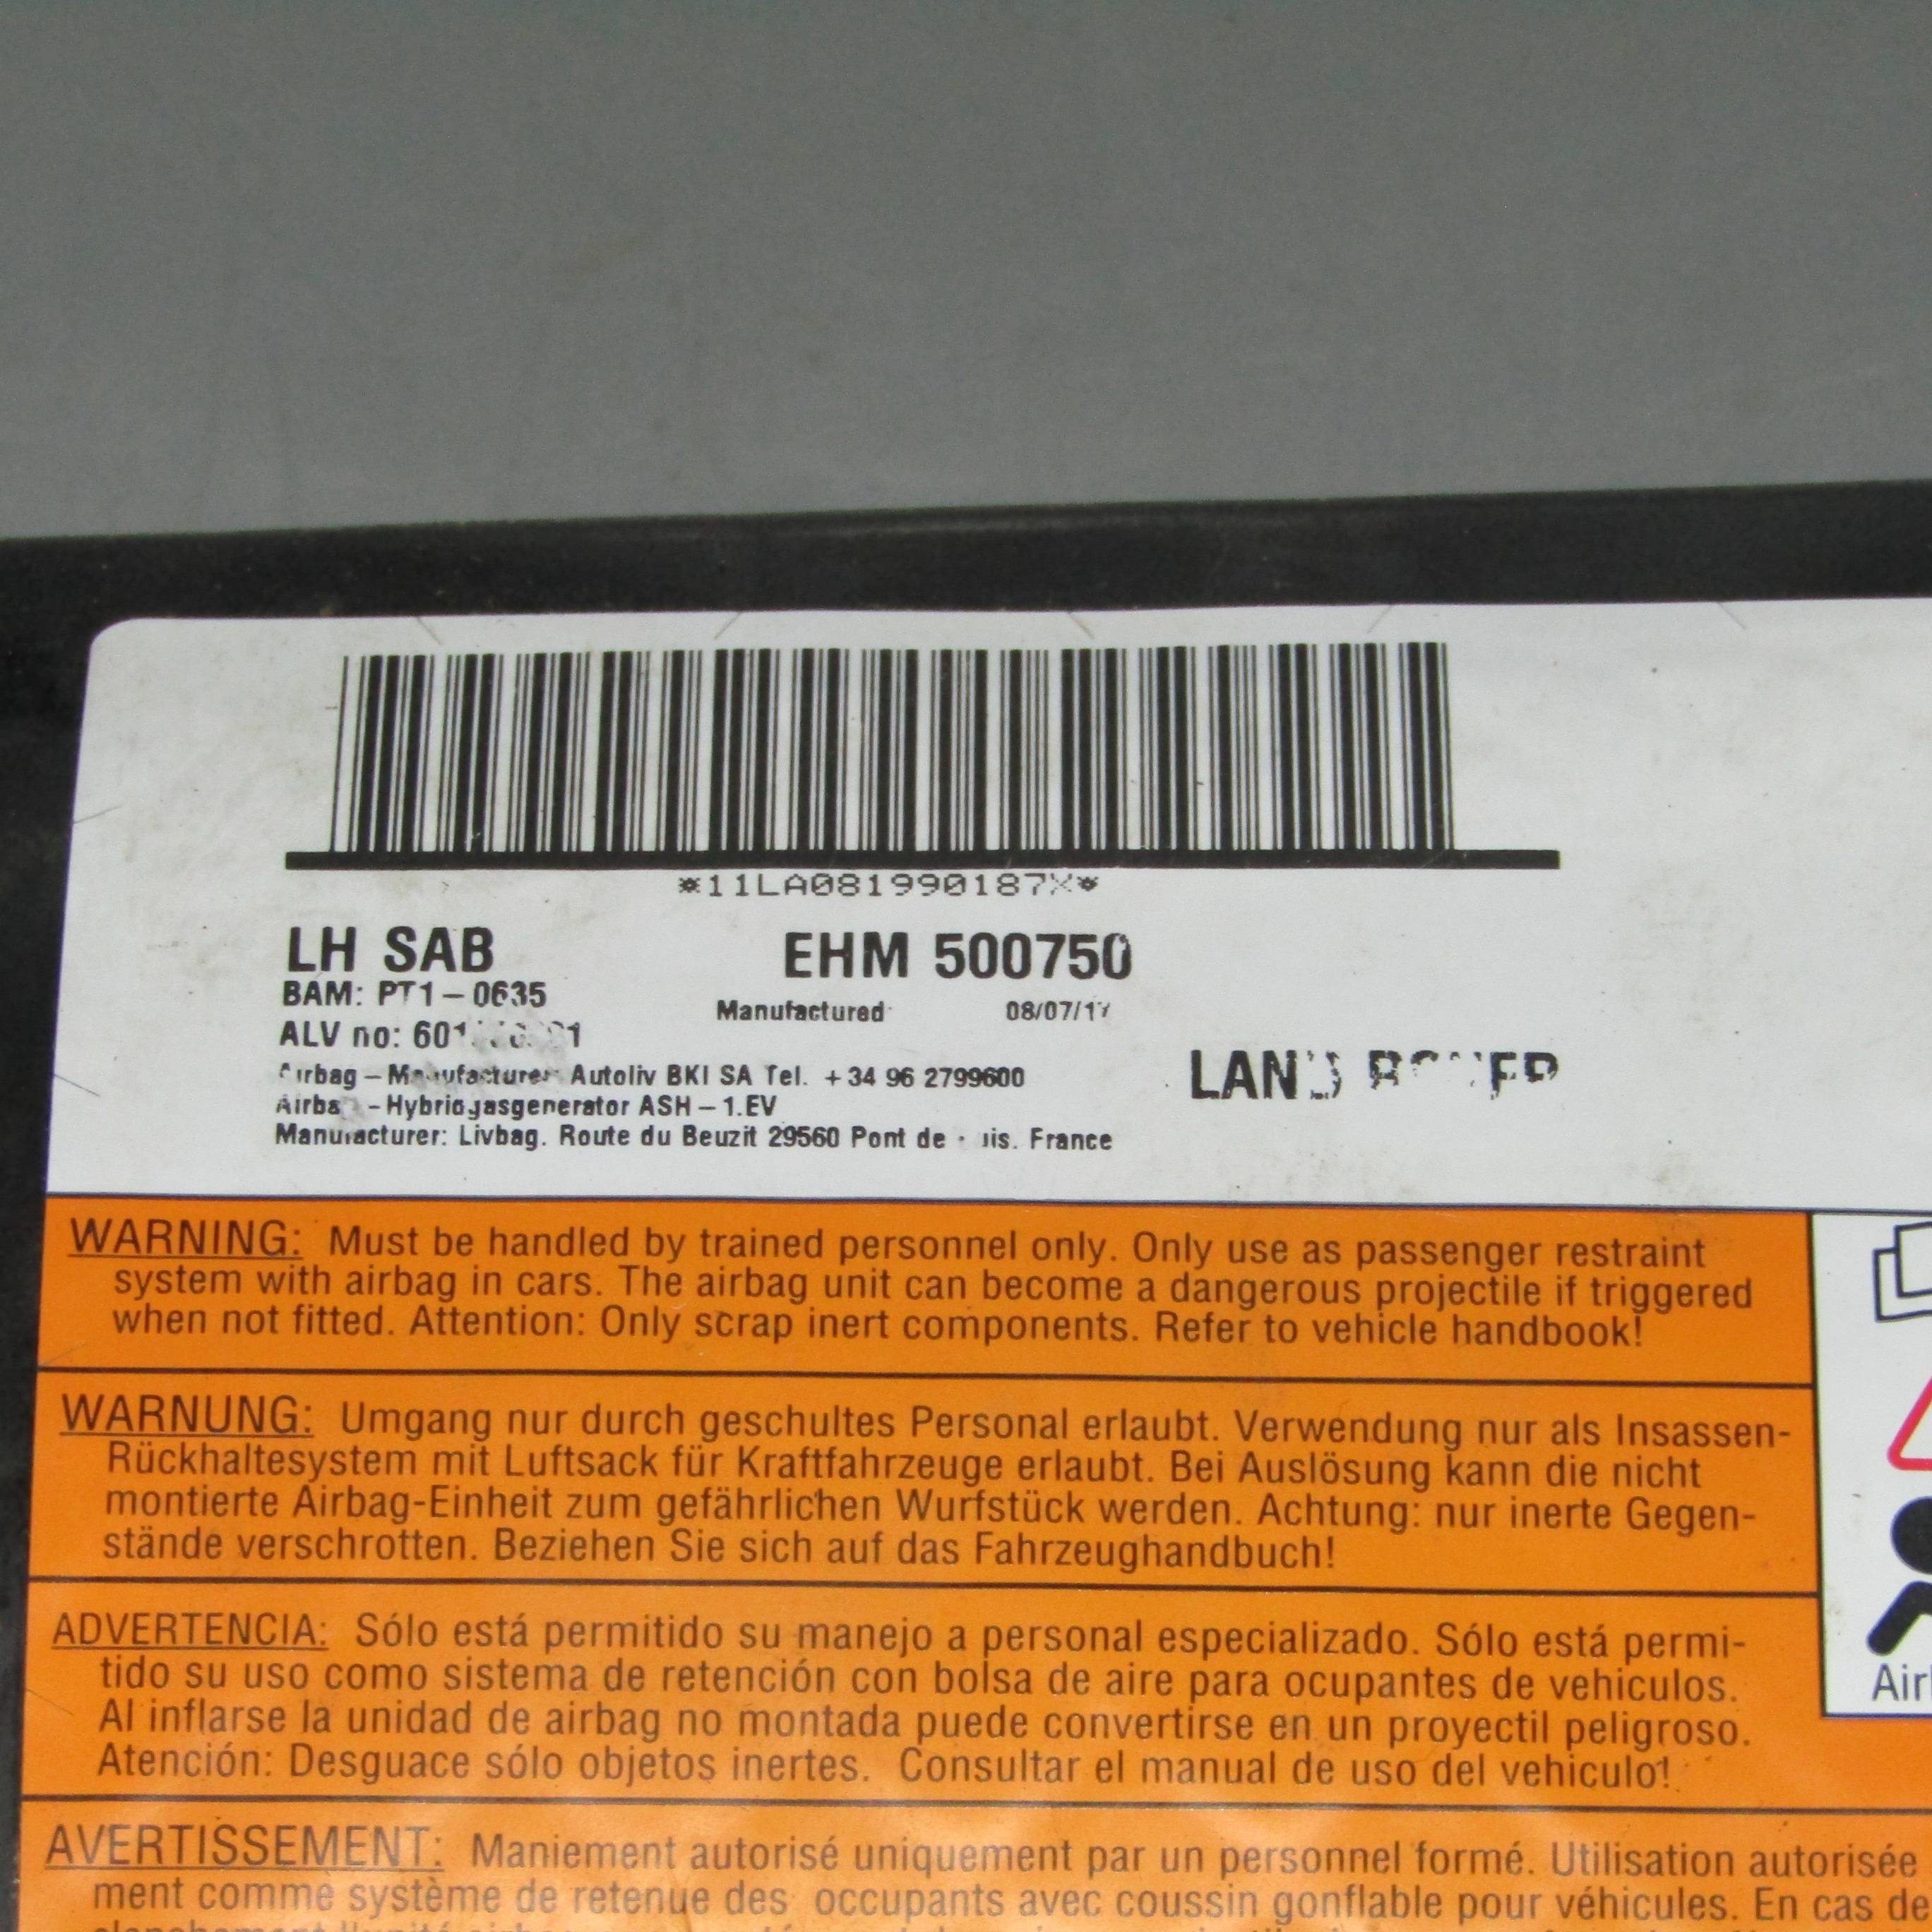 *11LA081990187X*
LH SAB
EHM 500750
BAM: PT1-0635
Manufactured
ALV no:
Airbag - Manufacturer Autoliv BKI SA Tel. +34 96 2799600
LAND ROVER
Airbag - Hybridgasgenerator ASH - 1.EV
Manufacturer: Livbag. Route du Beuzit 29560 Pont de France
WARNING: Must be handled by trained personnel only. Only use as passenger restraint
system with airbag in cars. The airbag unit can become a dangerous projectile if triggered
when not fitted. Attention: Only scrap inert components. Refer to vehicle handbook!
WARNUNG: Umgang nur durch geschultes Personal erlaubt. Verwendung nur als Insassen-
Rückhaltesystem mit Luftsack für Kraftfahrzeuge erlaubt. Bei Auslösung kann die nicht
montierte Airbag-Einheit zum gefährlichen Wurfstück werden. Achtung: nur inerte Gegen-
stände verschrotten. Beziehen Sie sich auf das Fahrzeughandbuch!
ADVERTENCIA: Sólo está permitido su manejo a personal especializado. Sólo está permi-
tido su uso como sistema de retención con bolsa de aire para ocupantes de vehiculos.
Al inflarse la unidad de airbag no montada puede convertirse en un proyectil peligroso.
Atención: Desguace sólo objetos inertes. Consultar el manual de uso del vehiculo!
AVERTISSEMENT: Maniement autorisé uniquement par un personnel formé. Utilisation autorisée
ment comme système de retenue des occupants avec coussin gonflable pour véhicules. En cas de